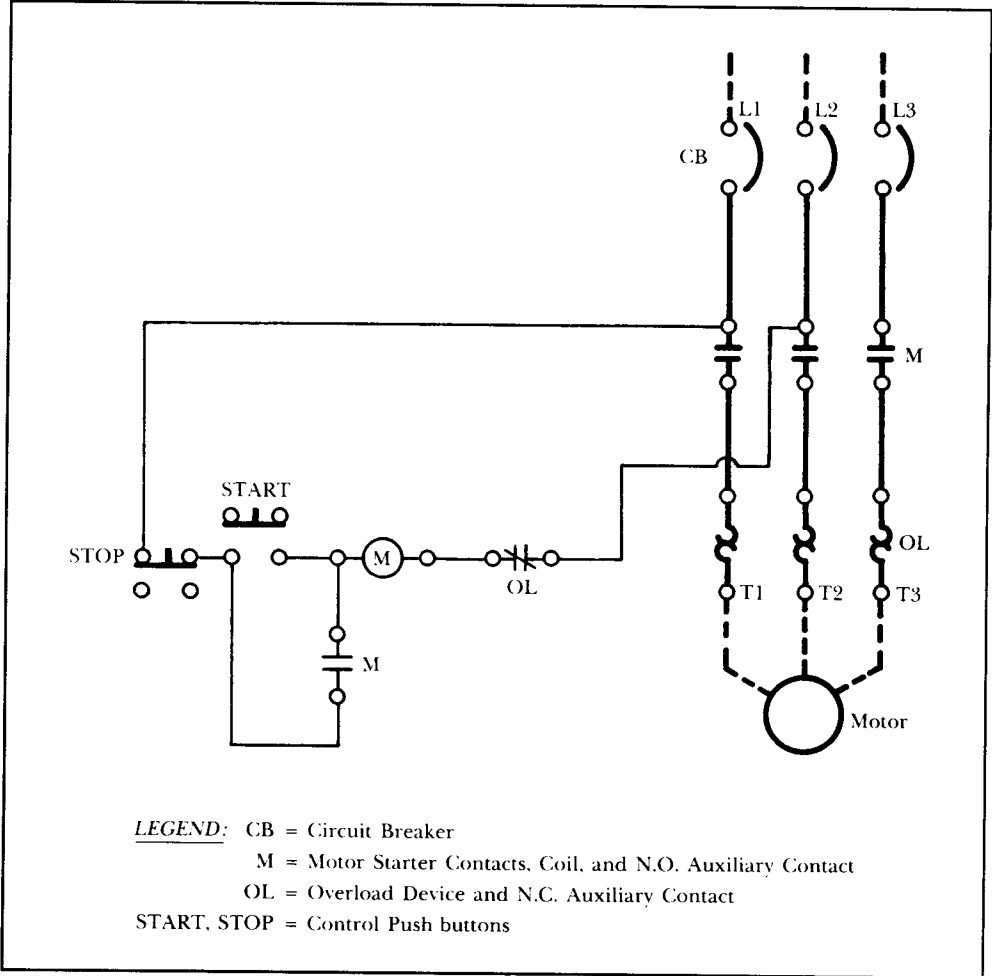 L1 L2 L3
CB
M
START
STOP
M
OL
OL
T1 T2 T3
M
Motor
LEGEND: CB = Circuit Breaker
M = Motor Starter Contacts, Coil, and N.O. Auxiliary Contact
OL = Overload Device and N.C. Auxiliary Contact
START, STOP = Control Push buttons